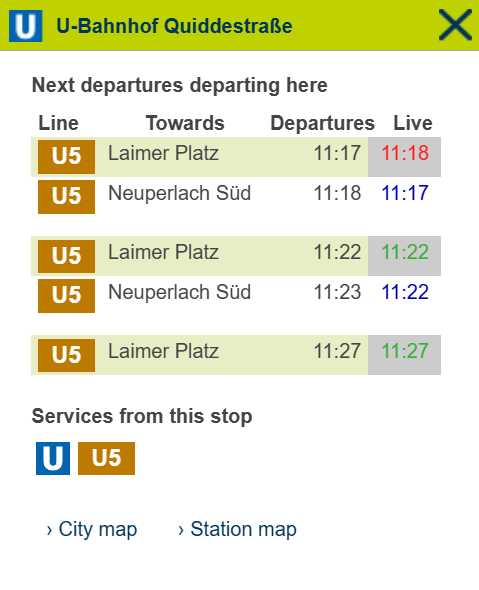 U U-Bahnhof Quiddestraße
Next departures departing here
Line Towards Departures Live
U5 Laimer Platz 11:17 11:18
U5 Neuperlach Süd 11:18 11:17
U5 Laimer Platz 11:22 11:22
U5 Neuperlach Süd 11:23 11:22
U5 Laimer Platz 11:27 11:27
Services from this stop
U U5
› City map › Station map